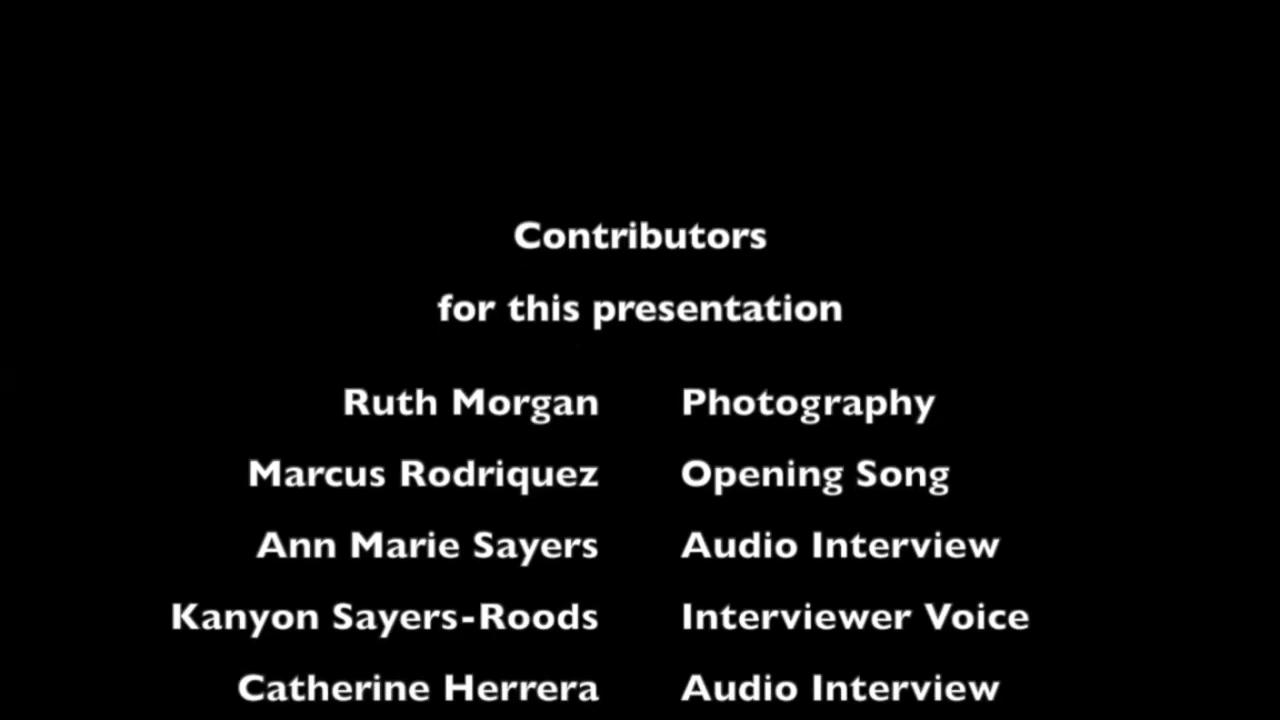 Contributors
for this presentation
Ruth Morgan Photography
Marcus Rodriquez Opening Song
Ann Marie Sayers Audio Interview
Kanyon Sayers-Roods Interviewer Voice
Catherine Herrera Audio Interview